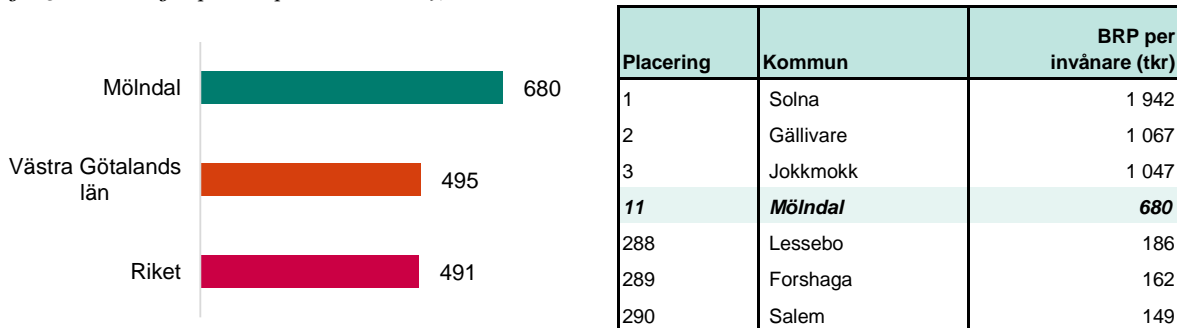 Mölndal
680
Västra Götalands
län
495
Riket
491
Placering Kommun BRP per
invånare (tkr)
1 Solna 1 942
2 Gällivare 1 067
3 Jokkmokk 1 047
11 Mölndal 680
288 Lessebo 186
289 Forshaga 162
290 Salem 149